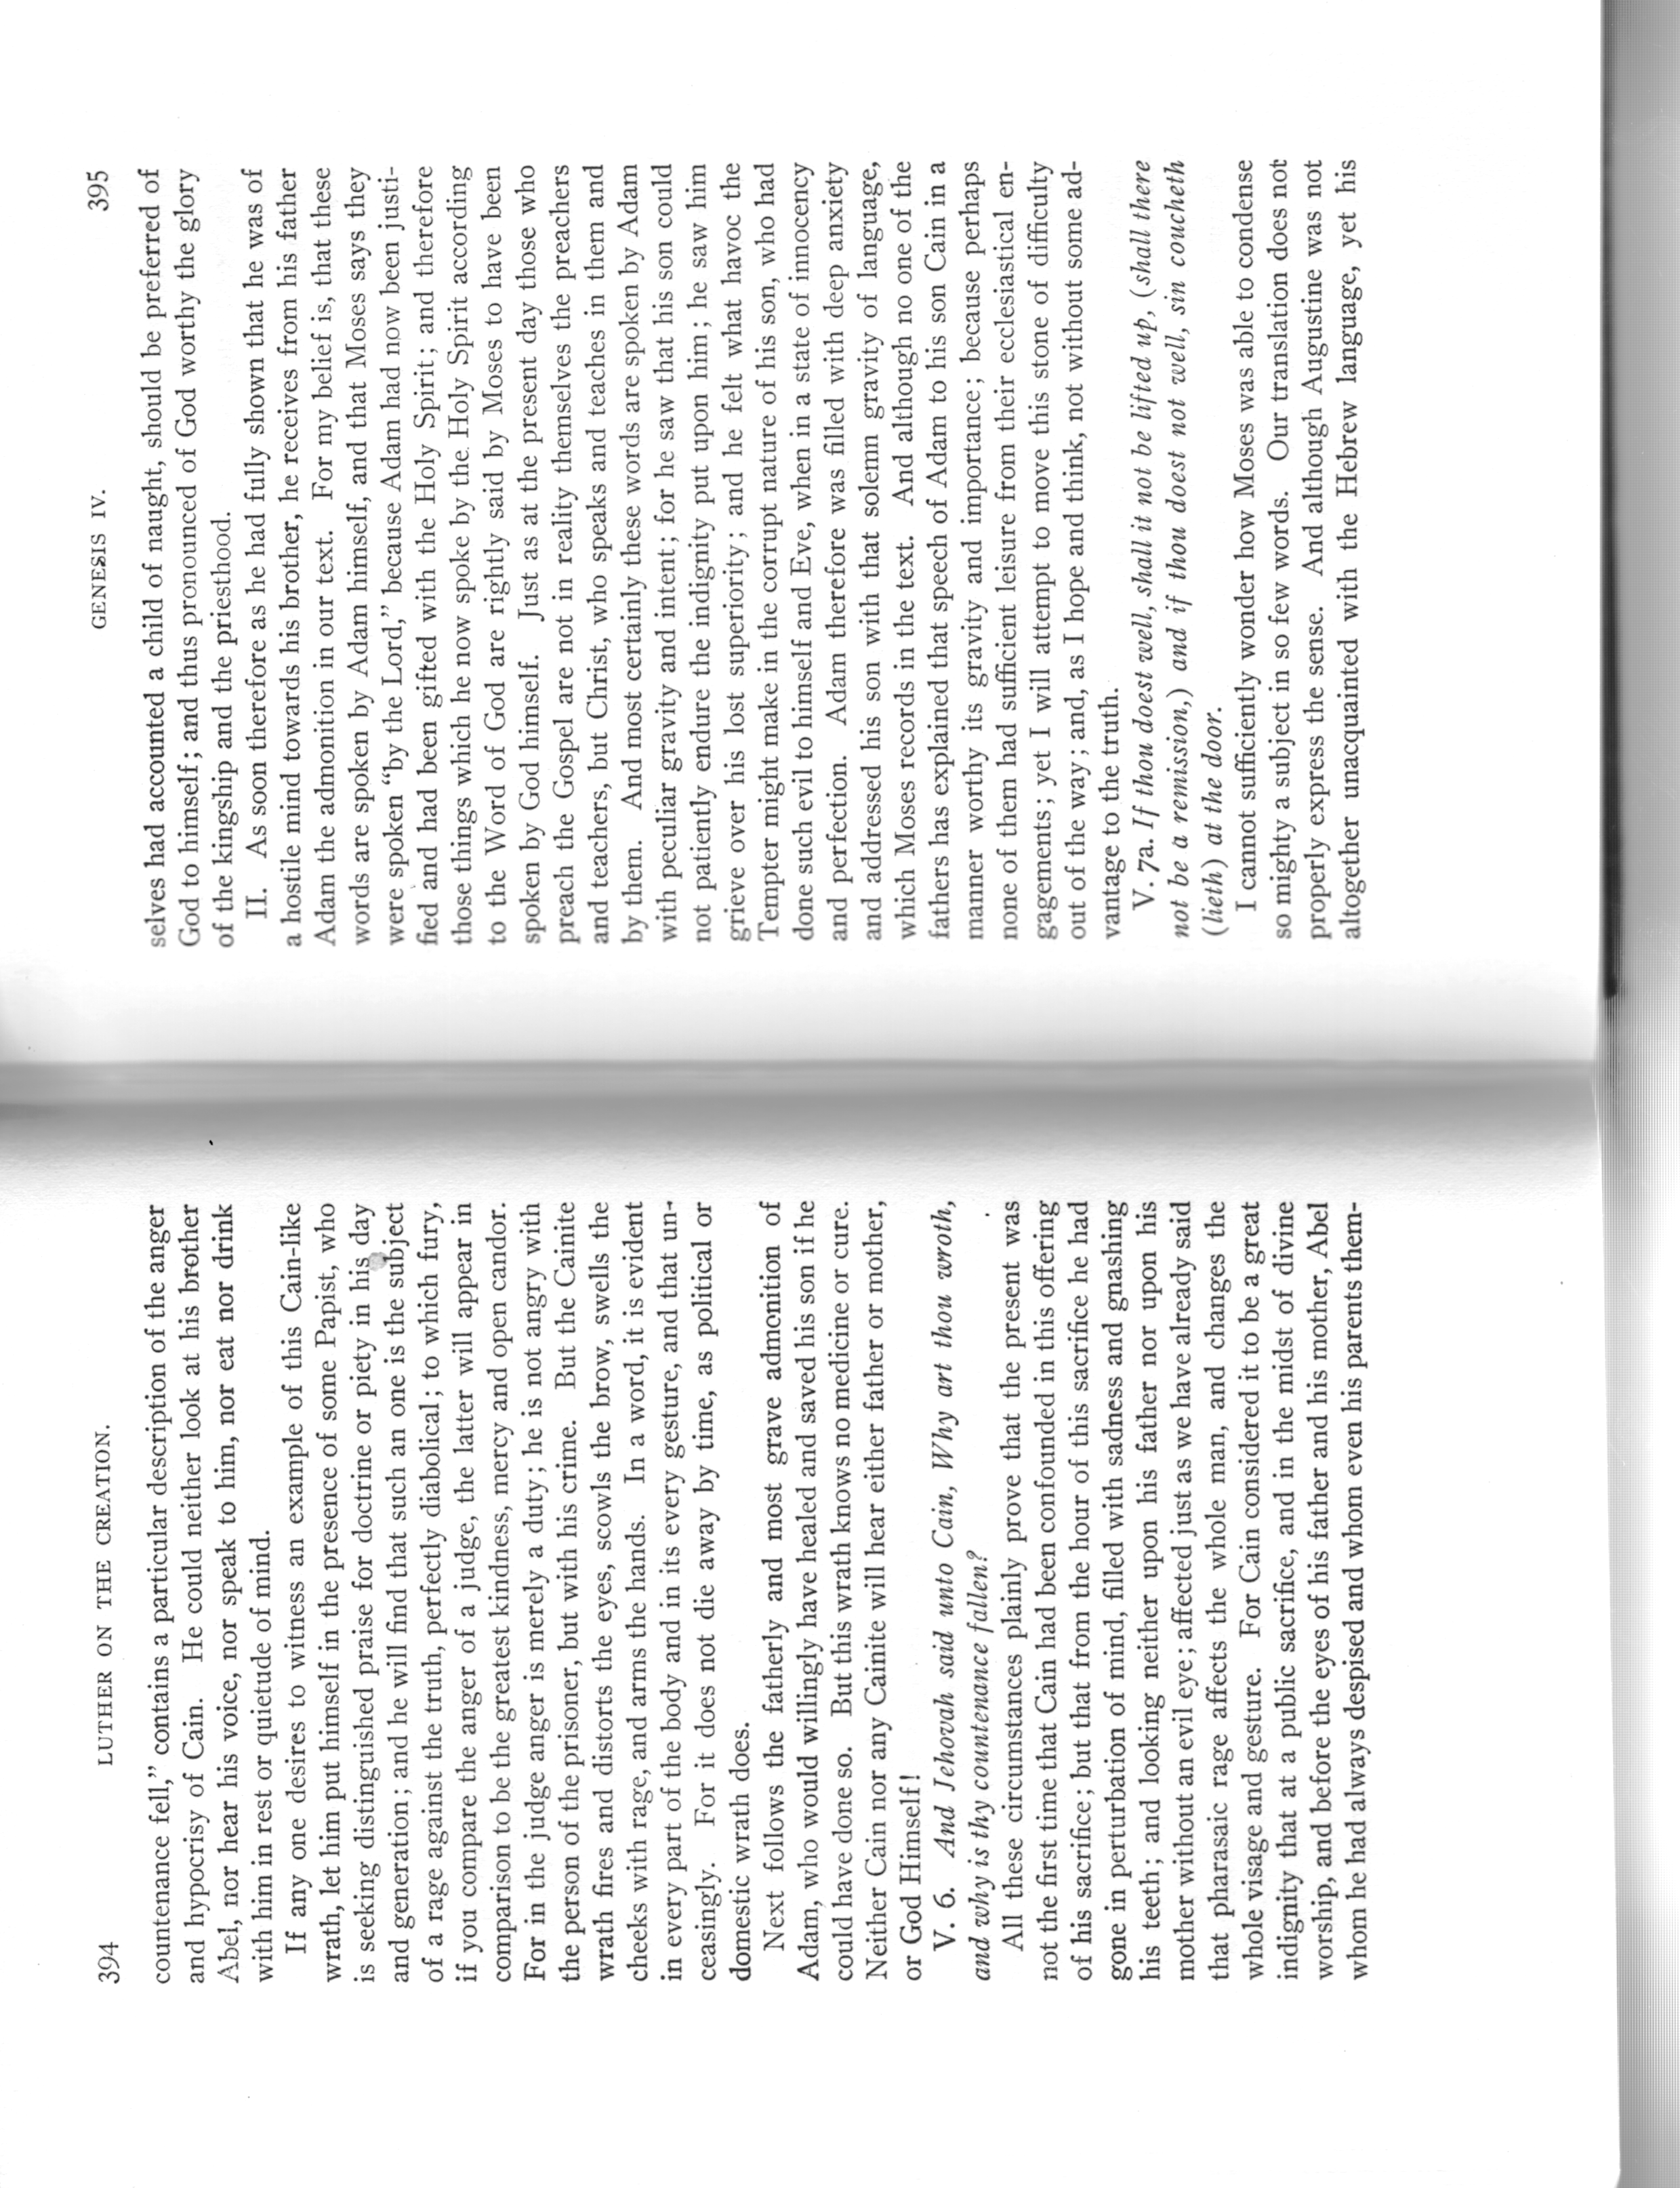 394 LUTHER ON THE CREATION.
countenance fell,” contains a particular description of the anger
and hypocrisy of Cain. He could neither look at his brother
Abel, nor hear his voice, nor speak to him, nor eat nor drink
with him in rest or quietude of mind.
If any one desires to witness an example of this Cain-like
wrath, let him put himself in the presence of some Papist, who
is seeking distinguished praise for doctrine or piety in his day
and generation; and he will find that such an one is the subject
of a rage against the truth, perfectly diabolical; to which fury,
if you compare the anger of a judge, the latter will appear in
comparison to be the greatest kindness, mercy and open candor.
For in the judge anger is merely a duty; he is not angry with
the person of the prisoner, but with his crime. But the Cainite
wrath fires and distorts the eyes, scowls the brow, swells the
cheeks with rage, and arms the hands. In a word, it is evident
in every part of the body and in its every gesture, and that un-
ceasingly. For it does not die away by time, as political or
domestic wrath does.
Next follows the fatherly and most grave admonition of
Adam, who would willingly have healed and saved his son if he
could have done so. But this wrath knows no medicine or cure.
Neither Cain nor any Cainite will hear either father or mother,
or God Himself!
V. 6. And Jehovah said unto Cain, Why art thou wroth,
and why is thy countenance fallen?
All these circumstances plainly prove that the present was
not the first time that Cain had been confounded in this offering
of his sacrifice; but that from the hour of this sacrifice he had
gone in perturbation of mind, filled with sadness and gnashing
his teeth; and looking neither upon his father nor upon his
mother without an evil eye; affected just as we have already said
that pharasaic rage affects the whole man, and changes the
whole visage and gesture. For Cain considered it to be a great
indignity that at a public sacrifice, and in the midst of divine
worship, and before the eyes of his father and his mother, Abel
whom he had always despised and whom even his parents them-
GENESIS IV. 395
selves had accounted a child of naught, should be preferred of
God to himself; and thus pronounced of God worthy the glory
of the kingship and the priesthood.
II. As soon therefore as he had fully shown that he was of
a hostile mind towards his brother, he receives from his father
Adam the admonition in our text. For my belief is, that these
words are spoken by Adam himself, and that Moses says they
were spoken “by the Lord,” because Adam had now been justi-
fied and had been gifted with the Holy Spirit; and therefore
those things which he now spoke by the Holy Spirit according
to the Word of God are rightly said by Moses to have been
spoken by God himself. Just as at the present day those who
preach the Gospel are not in reality themselves the preachers
and teachers, but Christ, who speaks and teaches in them and
by them. And most certainly these words are spoken by Adam
with peculiar gravity and intent; for he saw that his son could
not patiently endure the indignity put upon him; he saw him
grieve over his lost superiority; and he felt what havoc the
Tempter might make in the corrupt nature of his son, who had
done such evil to himself and Eve, when in a state of innocency
and perfection. Adam therefore was filled with deep anxiety
and addressed his son with that solemn gravity of language,
which Moses records in the text. And although no one of the
fathers has explained that speech of Adam to his son Cain in a
manner worthy its gravity and importance; because perhaps
none of them had sufficient leisure from their ecclesiastical en-
gagements; yet I will attempt to move this stone of difficulty
out of the way; and, as I hope and think, not without some ad-
vantage to the truth.
V. 7a. If thou doest well, shall it not be lifted up, (shall there
not be a remission,) and if thou doest not well, sin coucheth
(lieth) at the door.
I cannot sufficiently wonder how Moses was able to condense
so mighty a subject in so few words. Our translation does not
properly express the sense. And although Augustine was not
altogether unacquainted with the Hebrew language, yet his